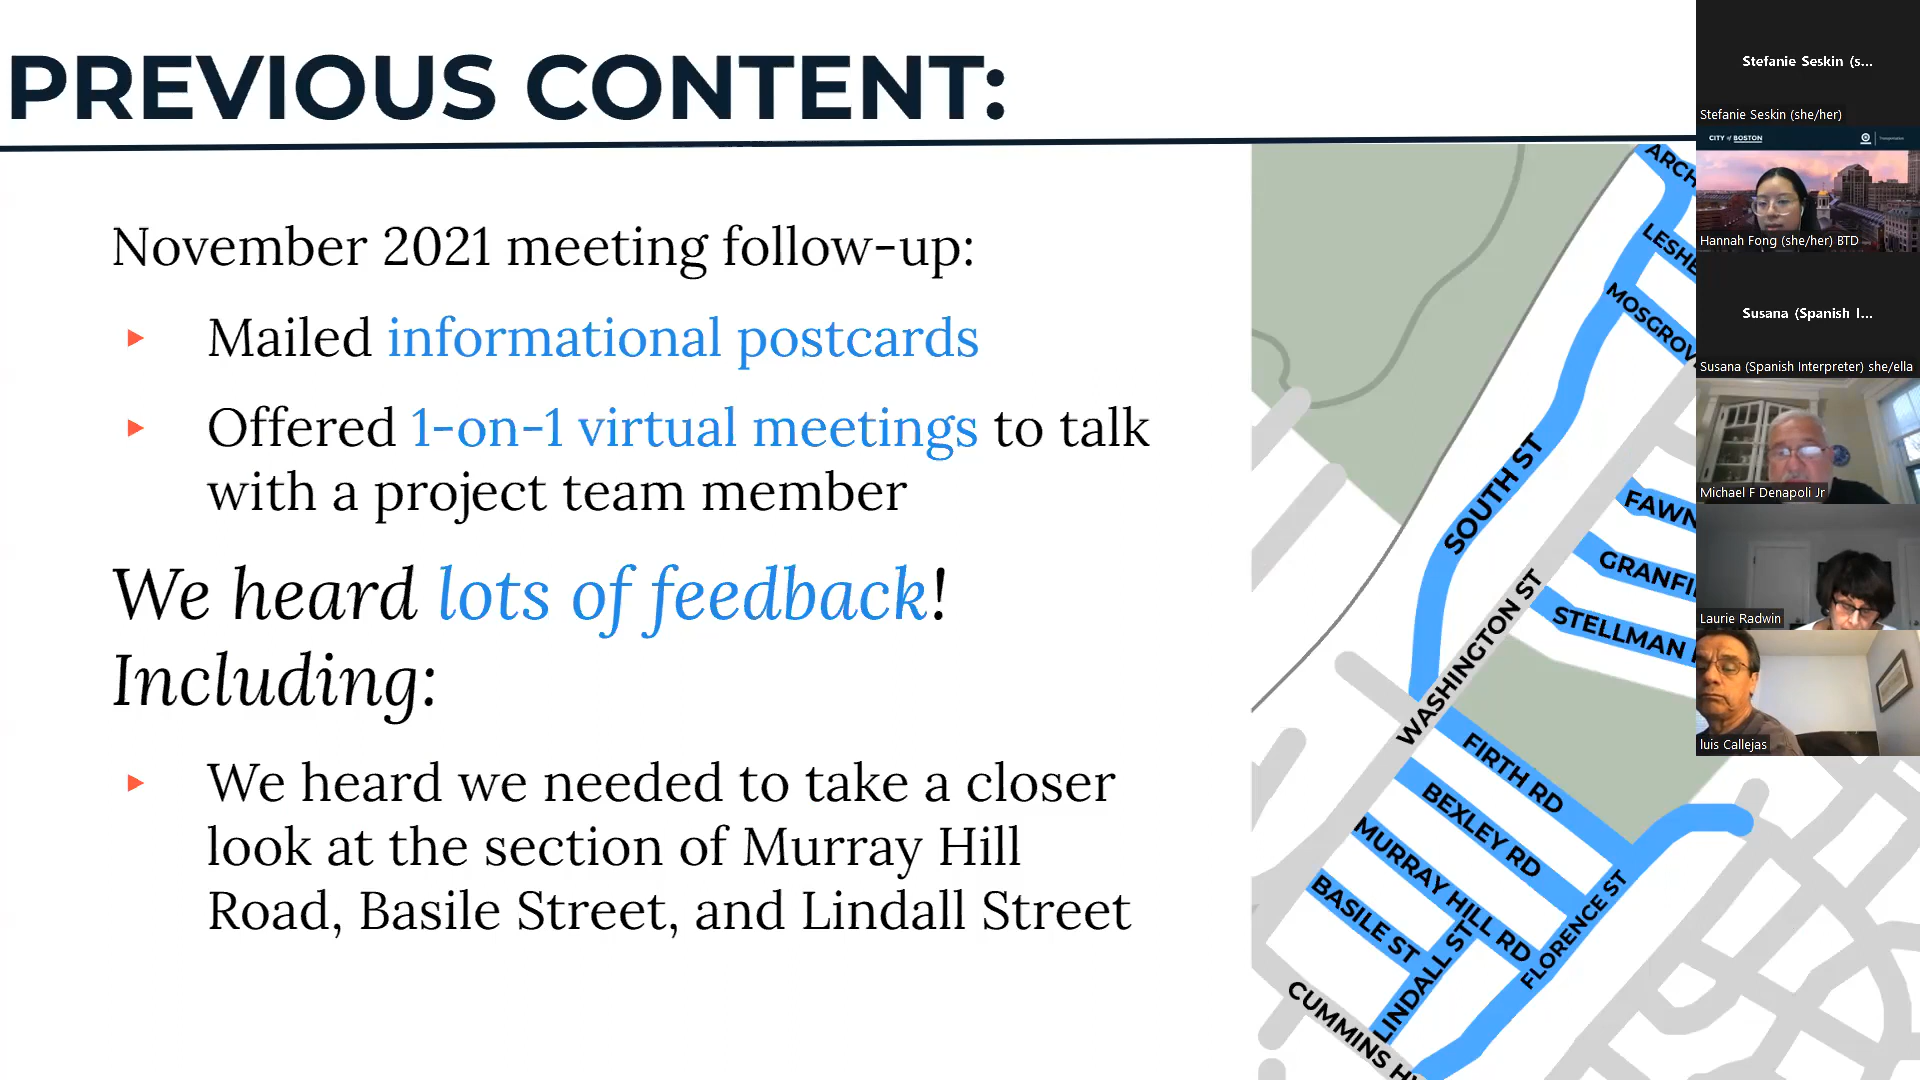 PREVIOUS CONTENT:
November 2021 meeting follow-up:
Mailed informational postcards
Offered 1-on-1 virtual meetings to talk
with a project team member
We heard lots of feedback!
Including:
We heard we needed to take a closer
look at the section of Murray Hill
Road, Basile Street, and Lindall Street
ARCH
LESHE
MOSGROV
SOUTH ST
FAWN
GRANFI
STELLMAN
WASHINGTON ST
FIRTH RD
BEXLEY RD
MURRAY HILL RD
BASILE ST
LINDALL ST
FLORENCE ST
CUMMINS H
Stefanie Seskin (s...
Stefanie Seskin (she/her)
CITY of BOSTON
Hannah Fong (she/her) BTD
Susana (Spanish I...
Susana (Spanish Interpreter) she/ella
Michael F Denapoli Jr
Laurie Radwin
luis Callejas